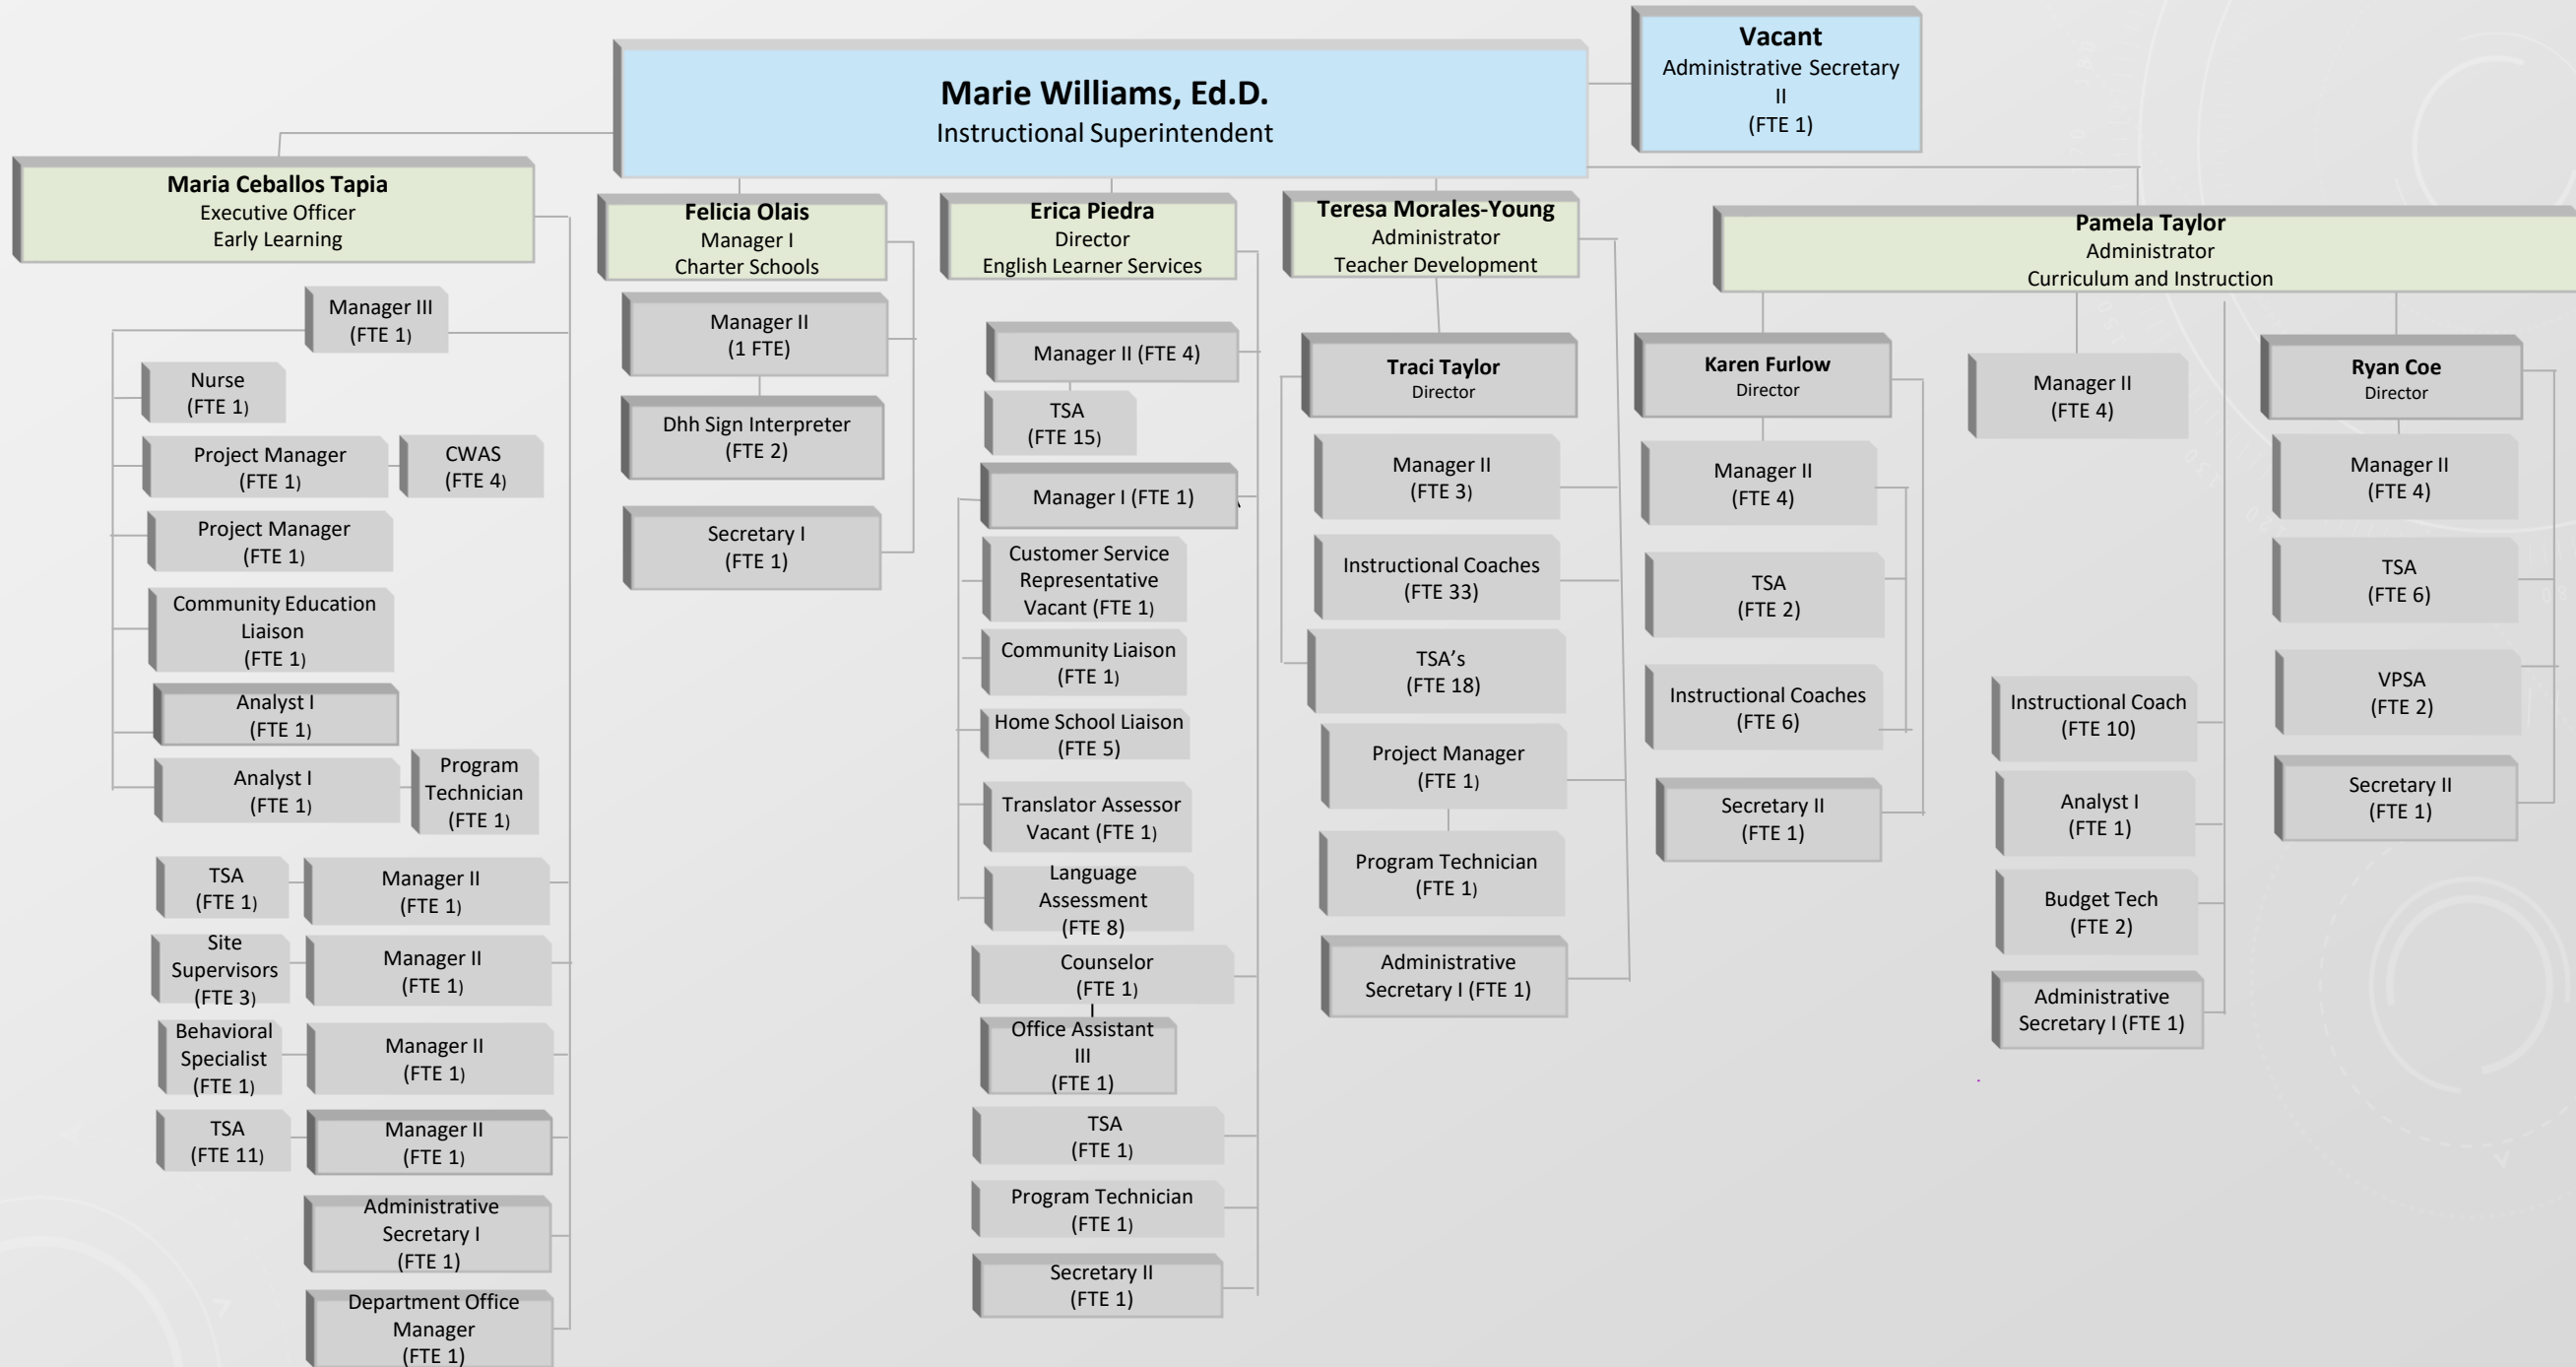 Marie Williams, Ed.D.
Instructional Superintendent
Vacant
Administrative Secretary
II
(FTE 1)
Maria Ceballos Tapia
Executive Officer
Early Learning
Manager III
(FTE 1)
Nurse
(FTE 1)
Project Manager
(FTE 1)
CWAS
(FTE 4)
Project Manager
(FTE 1)
Community Education
Liaison
(FTE 1)
Analyst I
(FTE 1)
Analyst I
(FTE 1)
Program
Technician
(FTE 1)
TSA
(FTE 1)
Manager II
(FTE 1)
Site
Supervisors
(FTE 3)
Manager II
(FTE 1)
Behavioral
Specialist
(FTE 1)
Manager II
(FTE 1)
TSA
(FTE 11)
Manager II
(FTE 1)
Administrative
Secretary I
(FTE 1)
Department Office
Manager
(FTE 1)
Felicia Olais
Manager I
Charter Schools
Manager II
(1 FTE)
Dhh Sign Interpreter
(FTE 2)
Secretary I
(FTE 1)
Erica Piedra
Director
English Learner Services
Manager II (FTE 4)
TSA
(FTE 15)
Manager I (FTE 1)
Customer Service
Representative
Vacant (FTE 1)
Community Liaison
(FTE 1)
Home School Liaison
(FTE 5)
Translator Assessor
Vacant (FTE 1)
Language
Assessment
(FTE 8)
Counselor
(FTE 1)
Office Assistant
III
(FTE 1)
TSA
(FTE 1)
Program Technician
(FTE 1)
Secretary II
(FTE 1)
Teresa Morales-Young
Administrator
Teacher Development
Traci Taylor
Director
Manager II
(FTE 3)
Instructional Coaches
(FTE 33)
TSA’s
(FTE 18)
Project Manager
(FTE 1)
Program Technician
(FTE 1)
Administrative
Secretary I (FTE 1)
Pamela Taylor
Administrator
Curriculum and Instruction
Karen Furlow
Director
Manager II
(FTE 4)
TSA
(FTE 2)
Instructional Coaches
(FTE 6)
Secretary II
(FTE 1)
Manager II
(FTE 4)
Instructional Coach
(FTE 10)
Analyst I
(FTE 1)
Budget Tech
(FTE 2)
Administrative
Secretary I (FTE 1)
Ryan Coe
Director
Manager II
(FTE 4)
TSA
(FTE 6)
VPSA
(FTE 2)
Secretary II
(FTE 1)